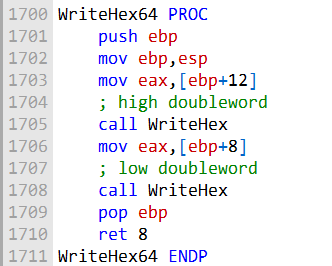 1700 WriteHex64 PROC
1701     push ebp
1702     mov ebp,esp
1703     mov eax,[ebp+12]
1704     ; high doubleword
1705     call WriteHex
1706     mov eax,[ebp+8]
1707     ; low doubleword
1708     call WriteHex
1709     pop ebp
1710     ret 8
1711 WriteHex64 ENDP